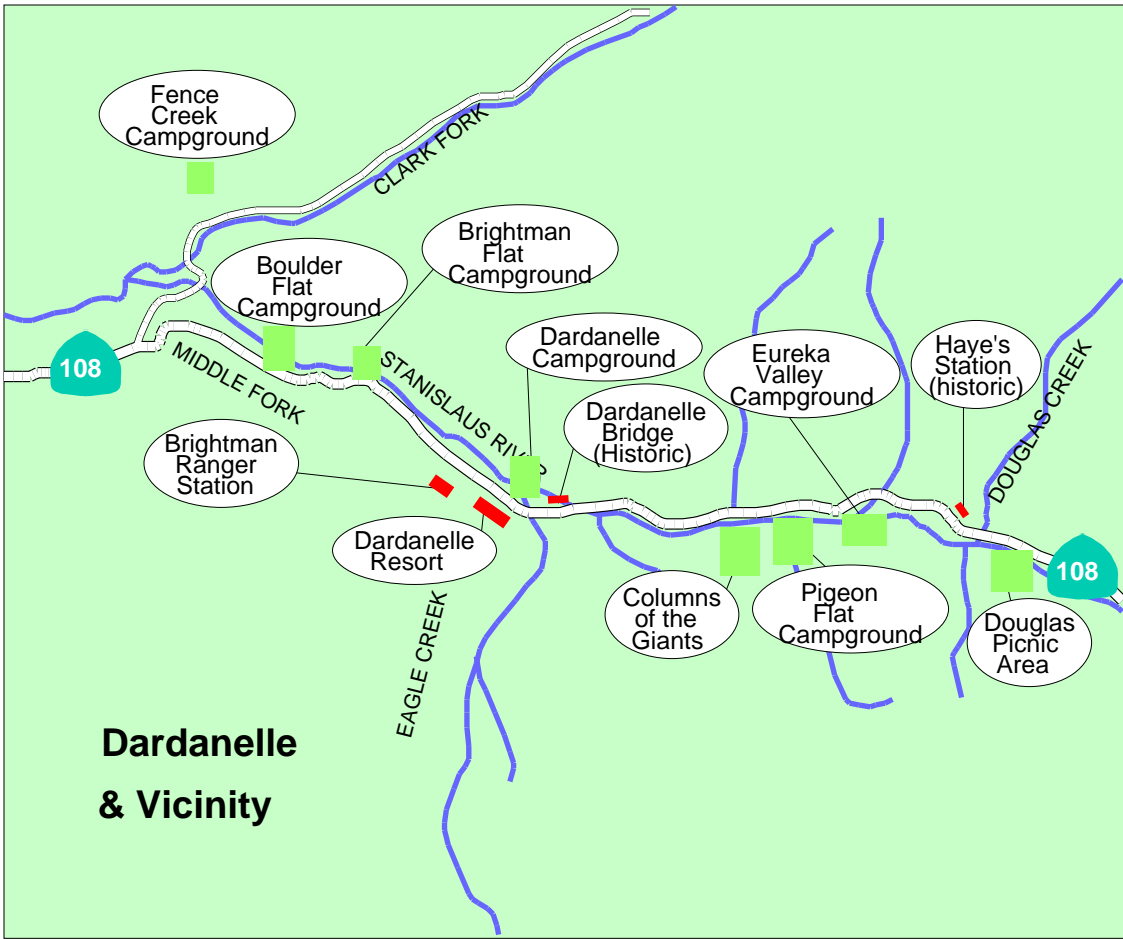 Fence
Creek
Campground
CLARK FORK
Brightman
Flat
Campground
Boulder
Flat
Campground
108
MIDDLE FORK
STANISLAUS RIVER
Dardanelle
Campground
Eureka
Valley
Campground
Haye's
Station
(historic)
DOUGLAS CREEK
Dardanelle
Bridge
(Historic)
Brightman
Ranger
Station
Dardanelle
Resort
EAGLE CREEK
Columns
of the
Giants
Pigeon
Flat
Campground
108
Douglas
Picnic
Area
Dardanelle
& Vicinity